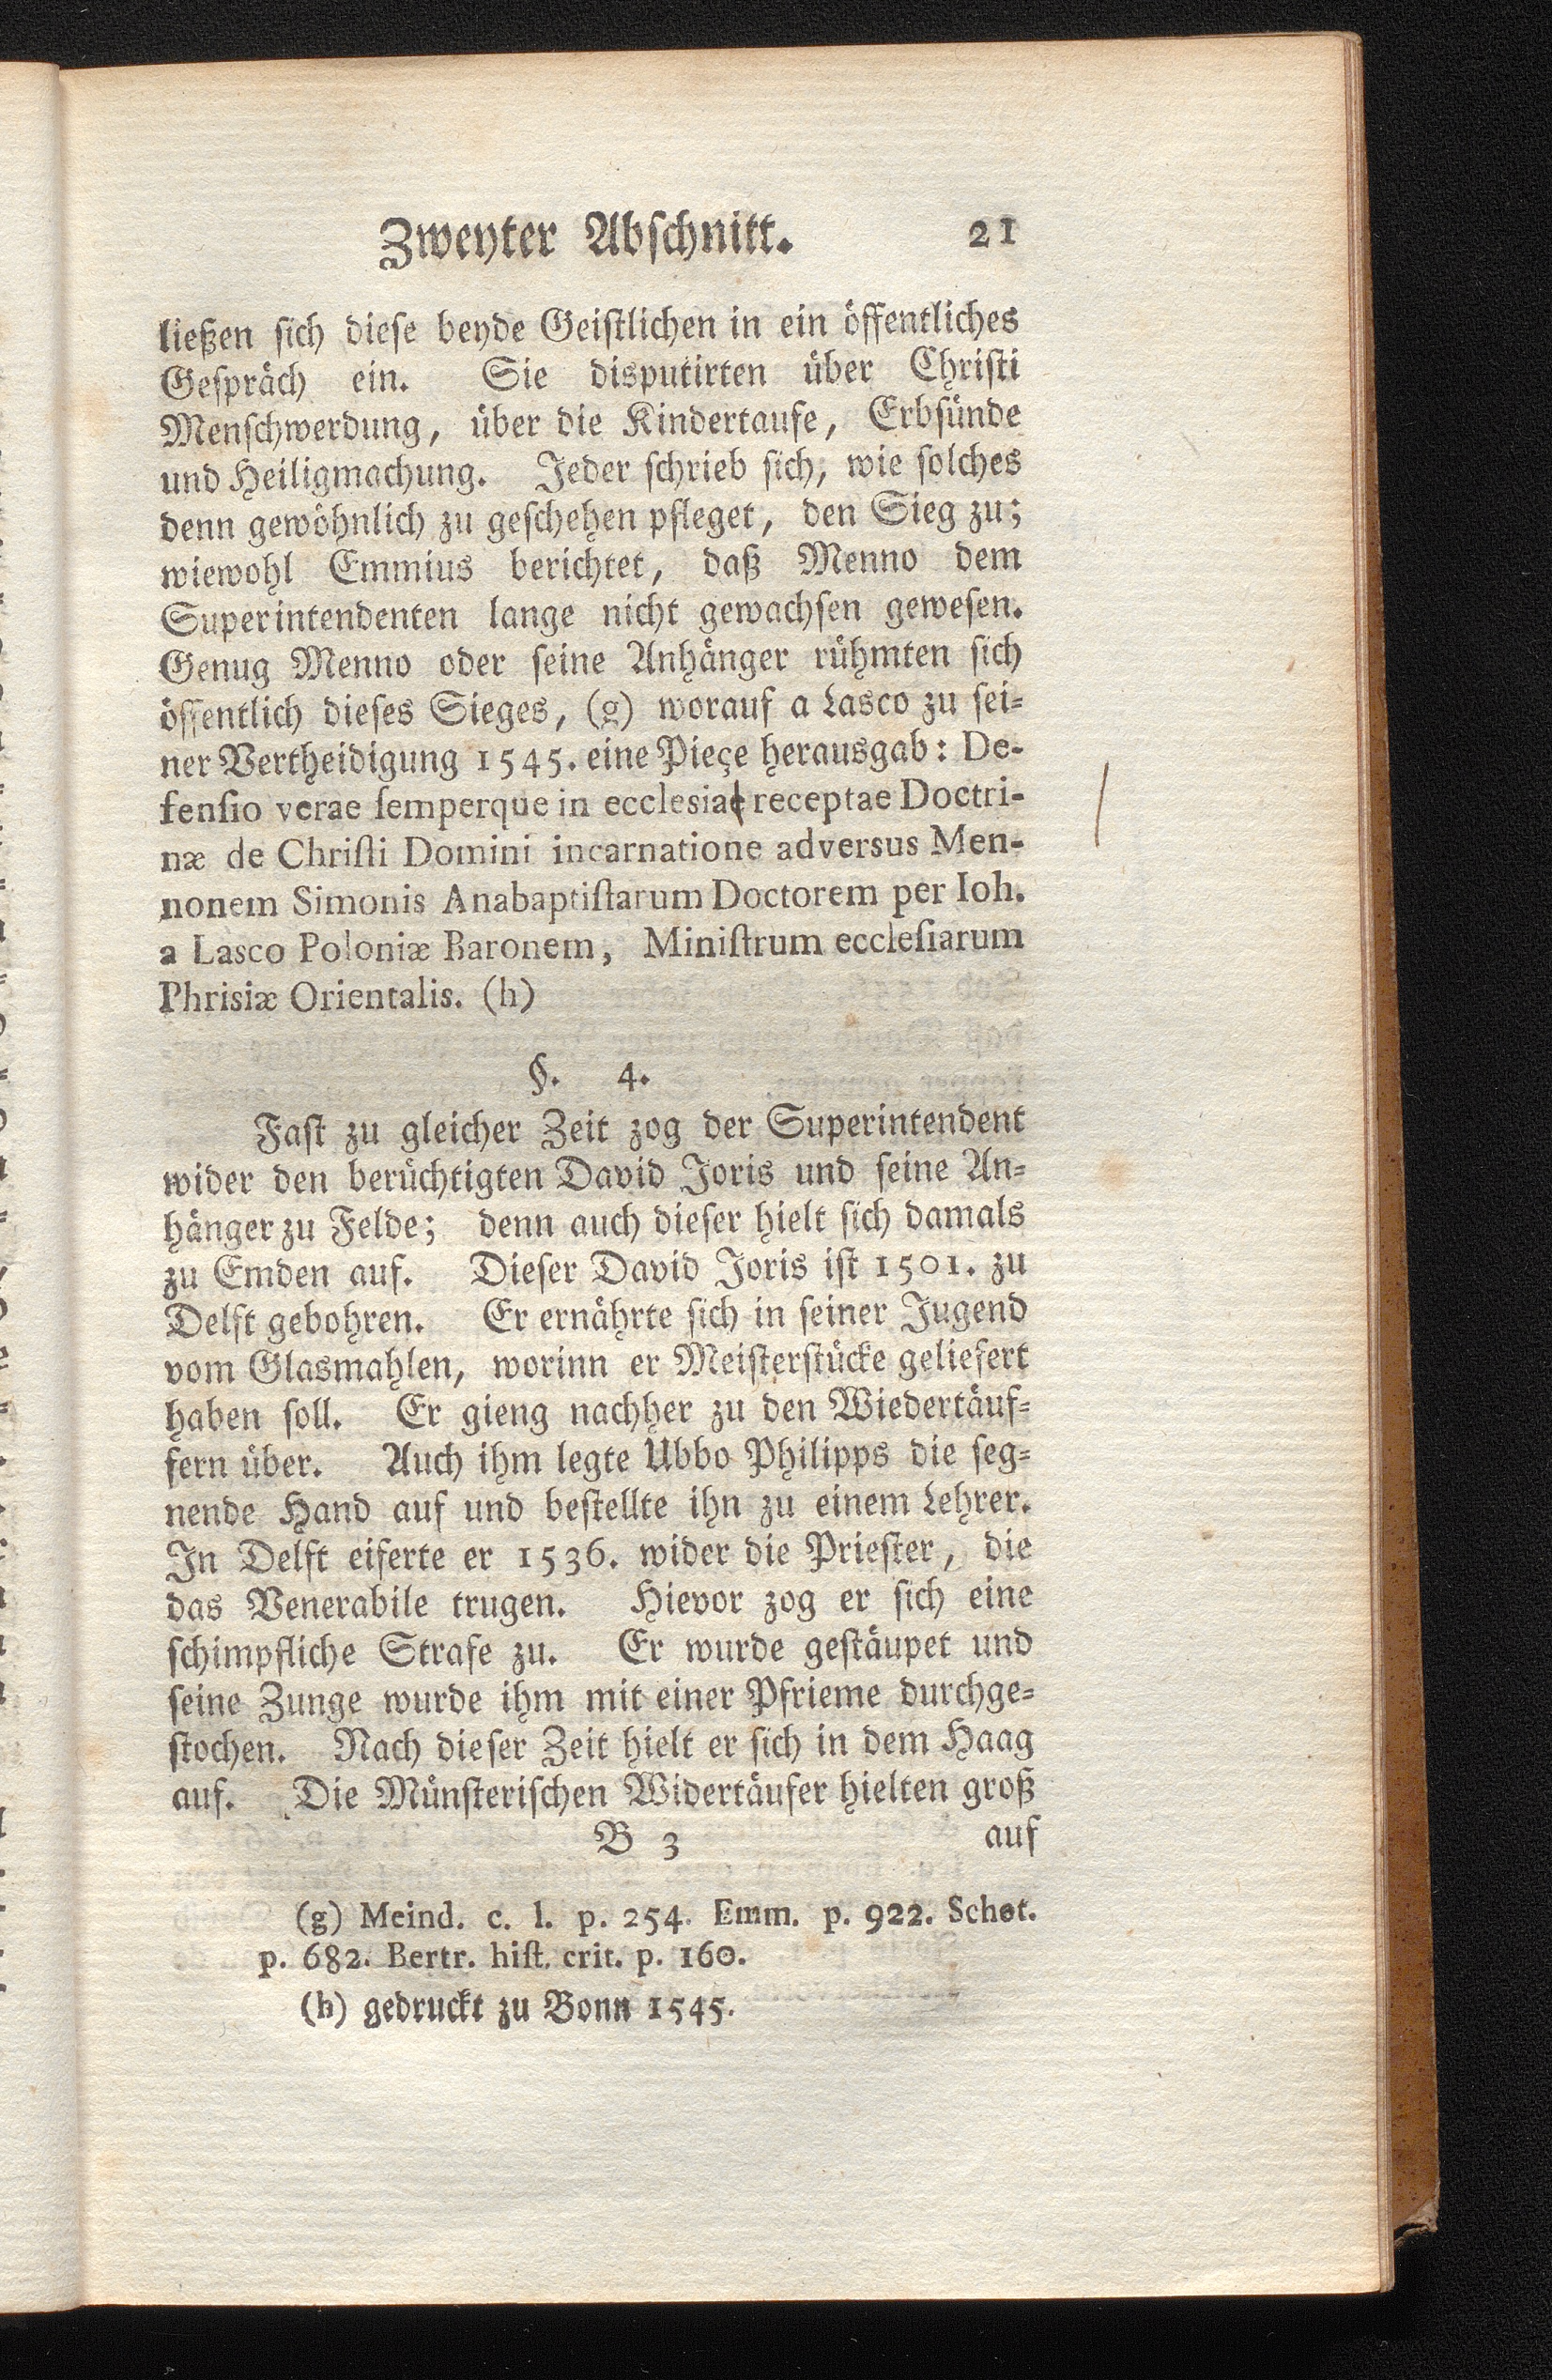 Zweyter Abschnitt. 21
ließen sich diese beyde Geistlichen in ein öffentliches
Gespräch ein. Sie disputirten über Christi
Menschwerdung, über die Kindertaufe, Erbsünde
und Heiligmachung. Jeder schrieb sich, wie solches
denn gewöhnlich zu geschehen pfleget, den Sieg zu;
wiewohl Emmius berichtet, daß Menno dem
Superintendenten lange nicht gewachsen gewesen.
Genug Menno oder seine Anhänger rühmten sich
öffentlich dieses Sieges, (g) worauf a Lasco zu sei-
ner Vertheidigung 1545. eine Pieçe herausgab: De-
fensio verae semperque in ecclesiae receptae Doctri-
næ de Christi Domini incarnatione adversus Men-
nonem Simonis Anabaptistarum Doctorem per Ioh.
a Lasco Poloniæ Baronem, Ministrum ecclesiarum
Phrisiæ Orientalis. (h)
§. 4.
Fast zu gleicher Zeit zog der Superintendent
wider den berüchtigten David Joris und seine An-
hänger zu Felde; denn auch dieser hielt sich damals
zu Emden auf. Dieser David Joris ist 1501. zu
Delft gebohren. Er ernährte sich in seiner Jugend
vom Glasmahlen, worinn er Meisterstücke geliefert
haben soll. Er gieng nachher zu den Wiedertäuf-
fern über. Auch ihm legte Ubbo Philipps die seg-
nende Hand auf und bestellte ihn zu einem Lehrer.
In Delft eiferte er 1536. wider die Priester, die
das Venerabile trugen. Hievor zog er sich eine
schimpfliche Strafe zu. Er wurde gestäupet und
seine Zunge wurde ihm mit einer Pfrieme durchge-
stochen. Nach dieser Zeit hielt er sich in dem Haag
auf. Die Münsterischen Widertäufer hielten groß
B 3 auf
(g) Meind. c. l. p. 254. Emm. p. 922. Schot.
p. 682. Bertr. hist. crit. p. 160.
(h) gedruckt zu Bonn 1545.